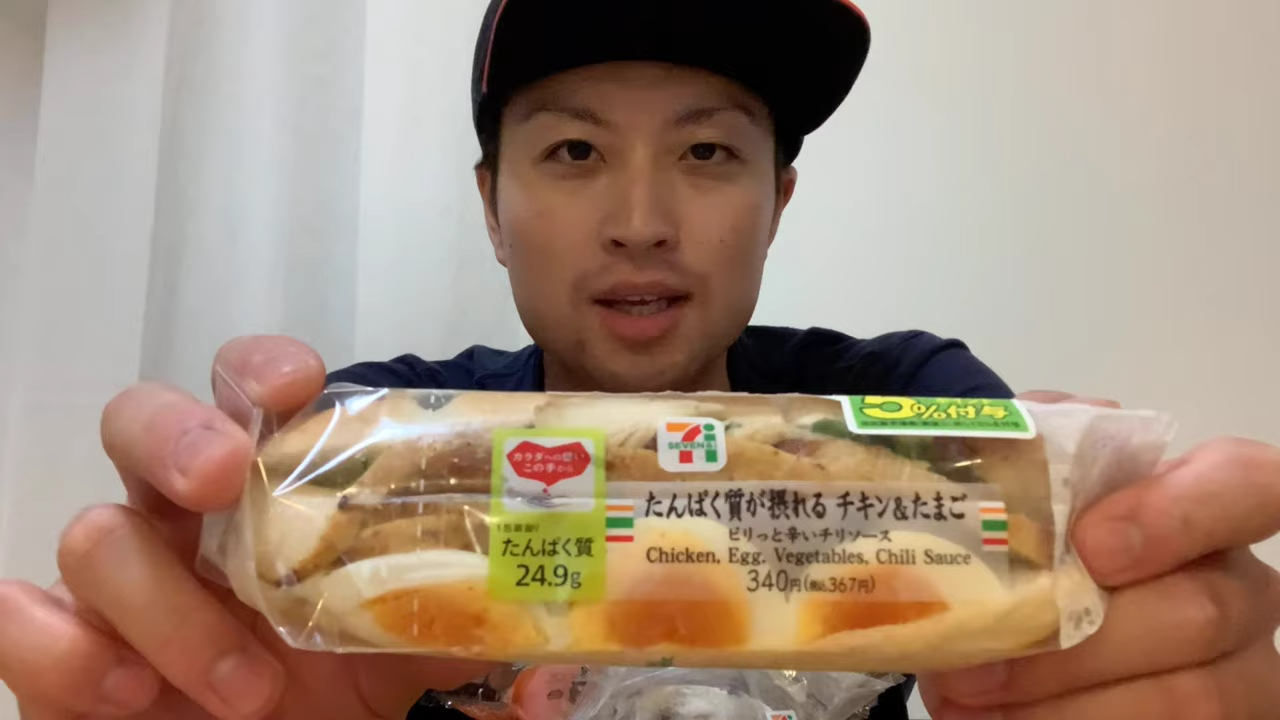 5%付与
SEVEN&i
カラダへの想い
この手から
1包装当り
たんぱく質
24.9g
たんぱく質が摂れる チキン&たまご
ピリっと辛いチリソース
Chicken, Egg, Vegetables, Chili Sauce
340円(税込367円)